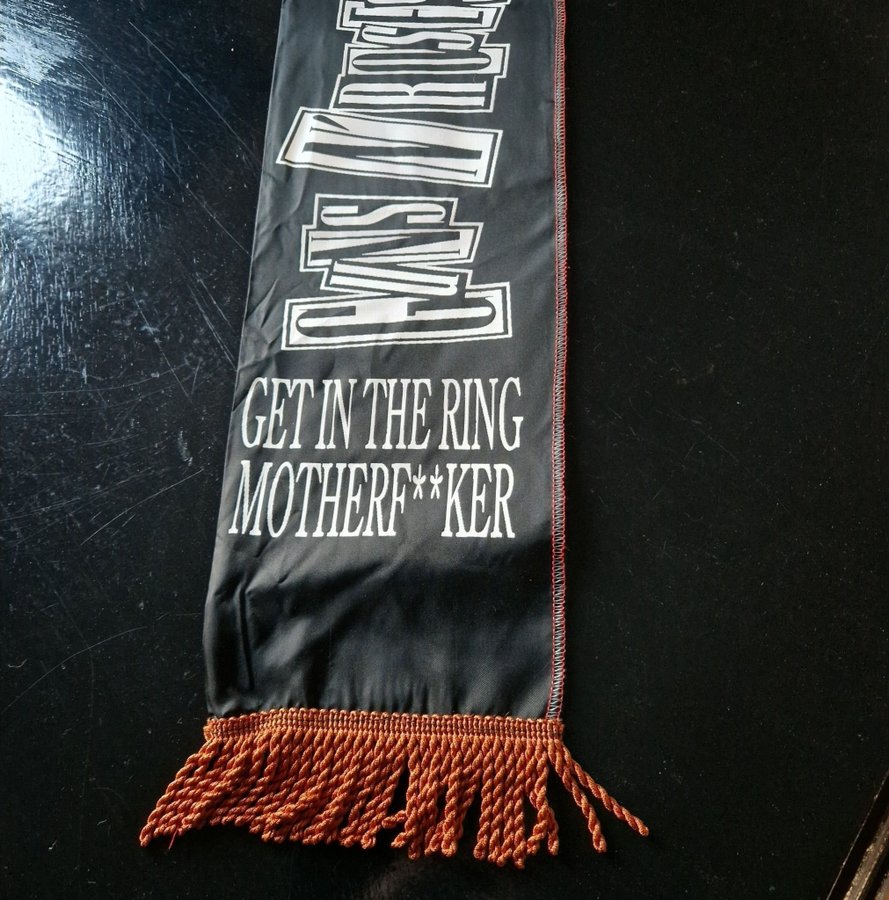 GUNS N ROSES
GET IN THE RING
MOTHERF**KER